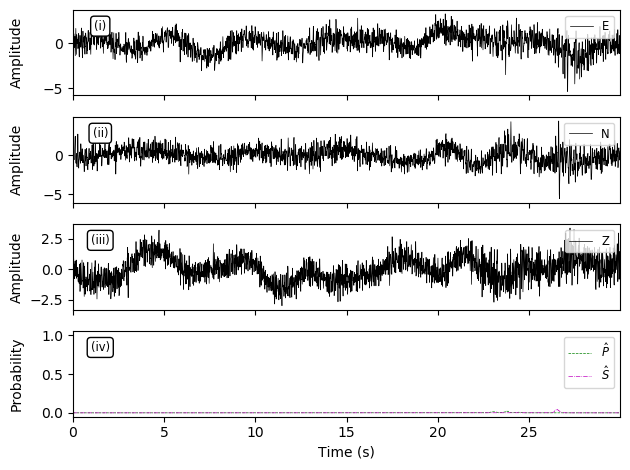 (i)
E
Amplitude
0
−5
(ii)
N
Amplitude
0
−5
(iii)
Z
Amplitude
2.5
0.0
−2.5
(iv)
P̂
Ŝ
Probability
1.0
0.5
0.0
0 5 10 15 20 25
Time (s)